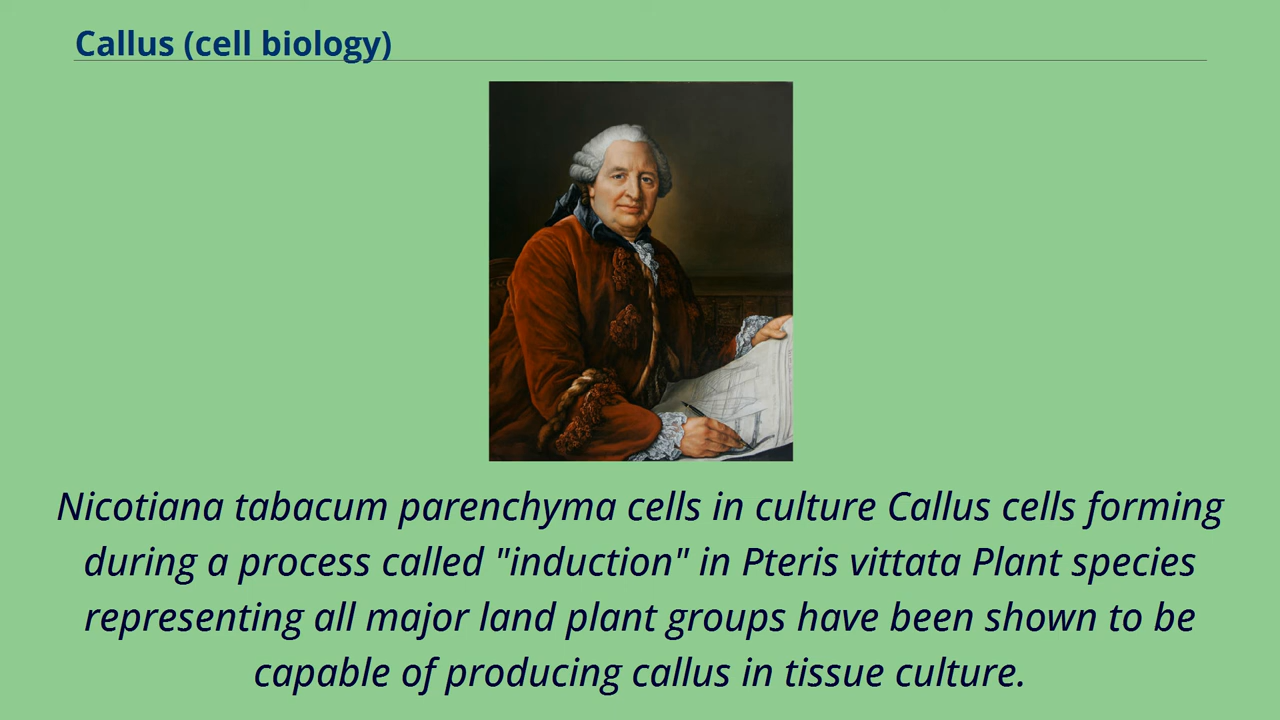 Callus (cell biology)
Nicotiana tabacum parenchyma cells in culture Callus cells forming
during a process called "induction" in Pteris vittata Plant species
representing all major land plant groups have been shown to be
capable of producing callus in tissue culture.